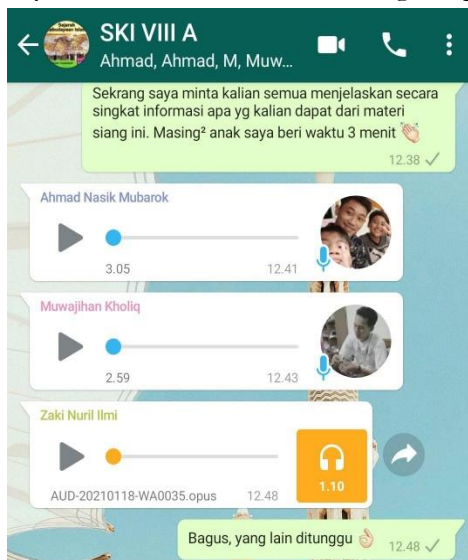 SKI VIII A
Ahmad, Ahmad, M, Muw...
Sekrang saya minta kalian semua menjelaskan secara
singkat informasi apa yg kalian dapat dari materi
siang ini. Masing² anak saya beri waktu 3 menit 👏
12.38
Ahmad Nasik Mubarok
3.05 12.41
Muwajihan Kholiq
2.59 12.43
Zaki Nuril Ilmi
1.10
AUD-20210118-WA0035.opus 12.48
Bagus, yang lain ditunggu 👌 12.48